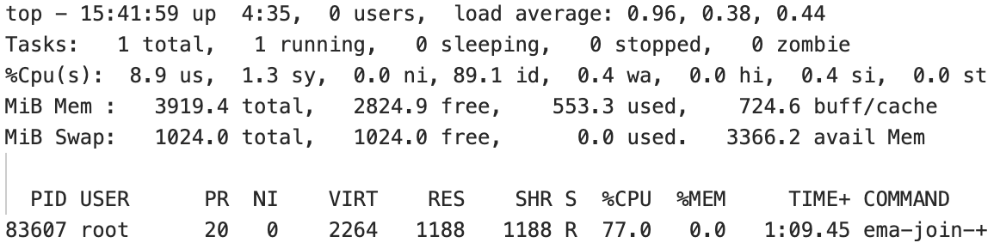 top - 15:41:59 up  4:35,  0 users,  load average: 0.96, 0.38, 0.44
Tasks:   1 total,   1 running,   0 sleeping,   0 stopped,   0 zombie
%Cpu(s):  8.9 us,  1.3 sy,  0.0 ni, 89.1 id,  0.4 wa,  0.0 hi,  0.4 si,  0.0 st
MiB Mem :   3919.4 total,   2824.9 free,    553.3 used,    724.6 buff/cache
MiB Swap:   1024.0 total,   1024.0 free,      0.0 used.   3366.2 avail Mem
  PID USER      PR  NI    VIRT    RES    SHR S  %CPU  %MEM     TIME+ COMMAND
83607 root      20   0    2264   1188   1188 R  77.0   0.0   1:09.45 ema-join-+